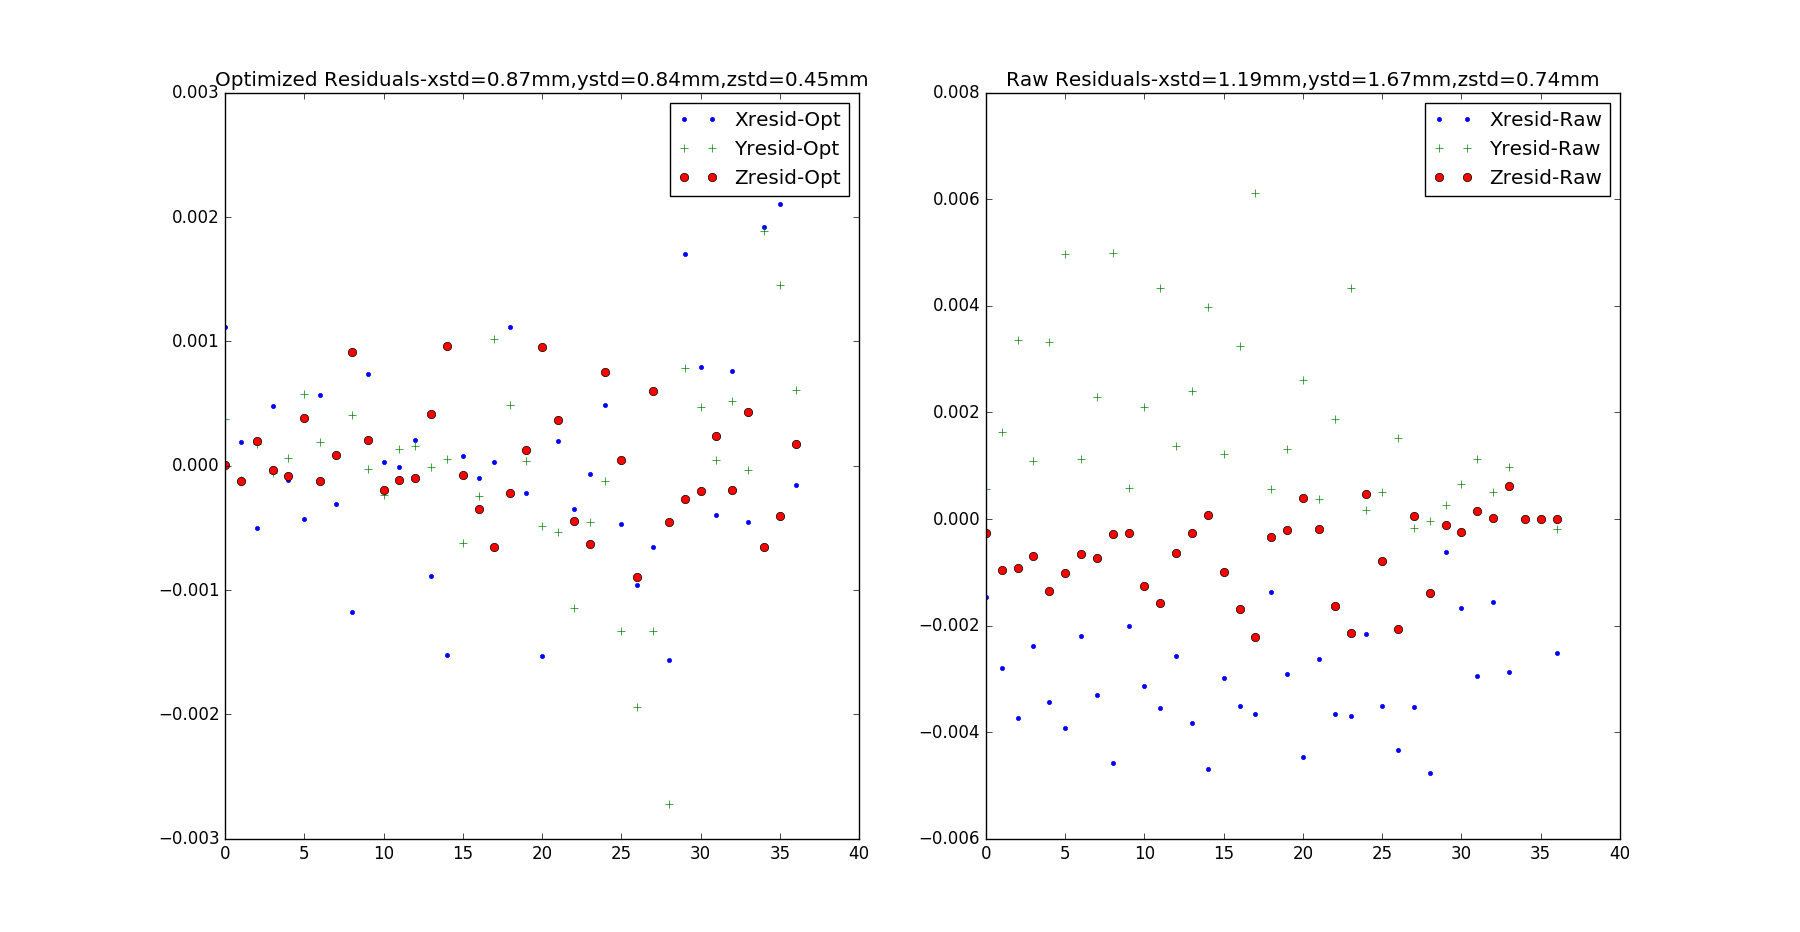 Optimized Residuals-xstd=0.87mm,ystd=0.84mm,zstd=0.45mm
0.003
0.002
0.001
0.000
−0.001
−0.002
−0.003
0 5 10 15 20 25 30 35 40
Xresid-Opt
Yresid-Opt
Zresid-Opt
Raw Residuals-xstd=1.19mm,ystd=1.67mm,zstd=0.74mm
0.008
0.006
0.004
0.002
0.000
−0.002
−0.004
−0.006
0 5 10 15 20 25 30 35 40
Xresid-Raw
Yresid-Raw
Zresid-Raw